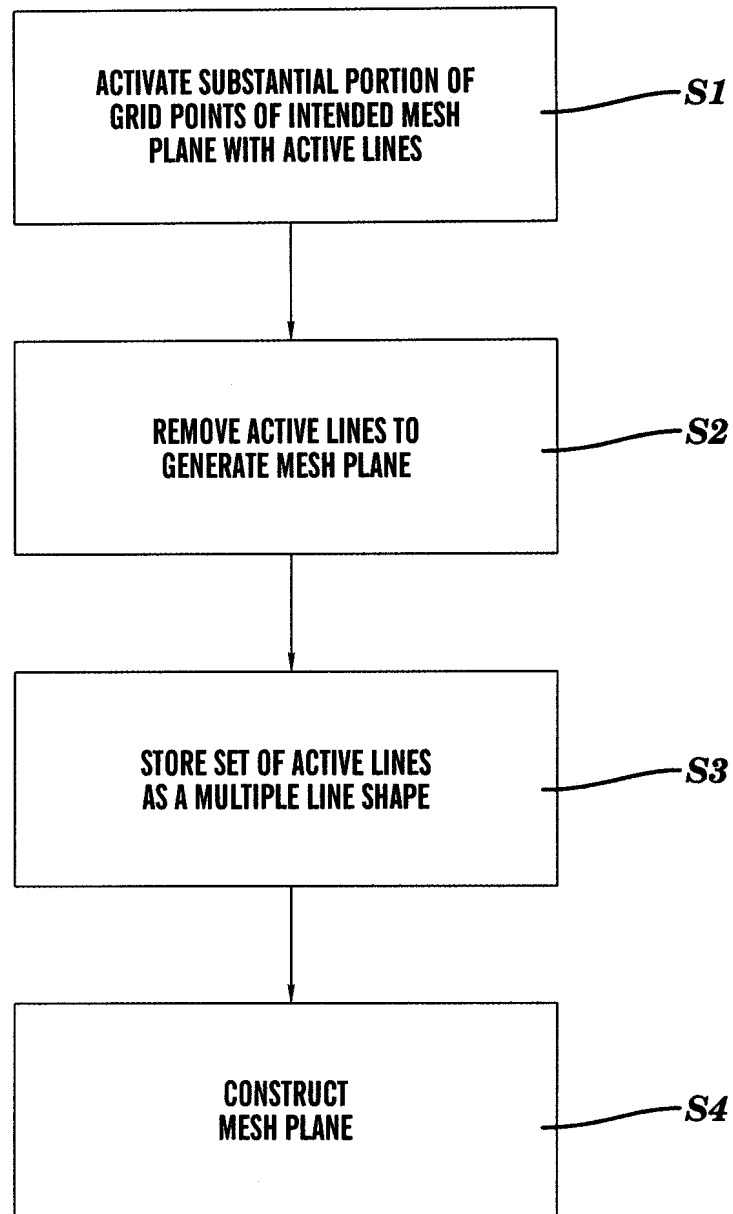 ACTIVATE SUBSTANTIAL PORTION OF
GRID POINTS OF INTENDED MESH
PLANE WITH ACTIVE LINES
S1
REMOVE ACTIVE LINES TO
GENERATE MESH PLANE
S2
STORE SET OF ACTIVE LINES
AS A MULTIPLE LINE SHAPE
S3
CONSTRUCT
MESH PLANE
S4